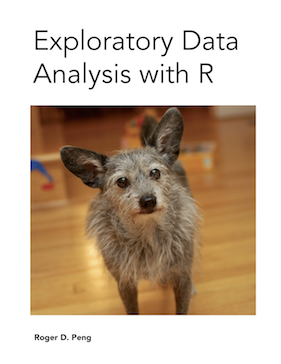 Exploratory Data
Analysis with R
Roger D. Peng